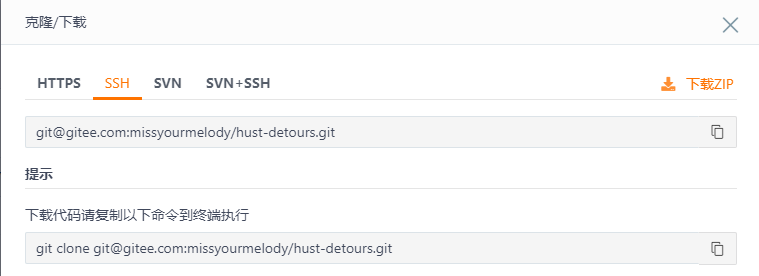 克隆/下载
HTTPS SSH SVN SVN+SSH 下载ZIP
git@gitee.com:missyourmelody/hust-detours.git
提示
下载代码请复制以下命令到终端执行
git clone git@gitee.com:missyourmelody/hust-detours.git